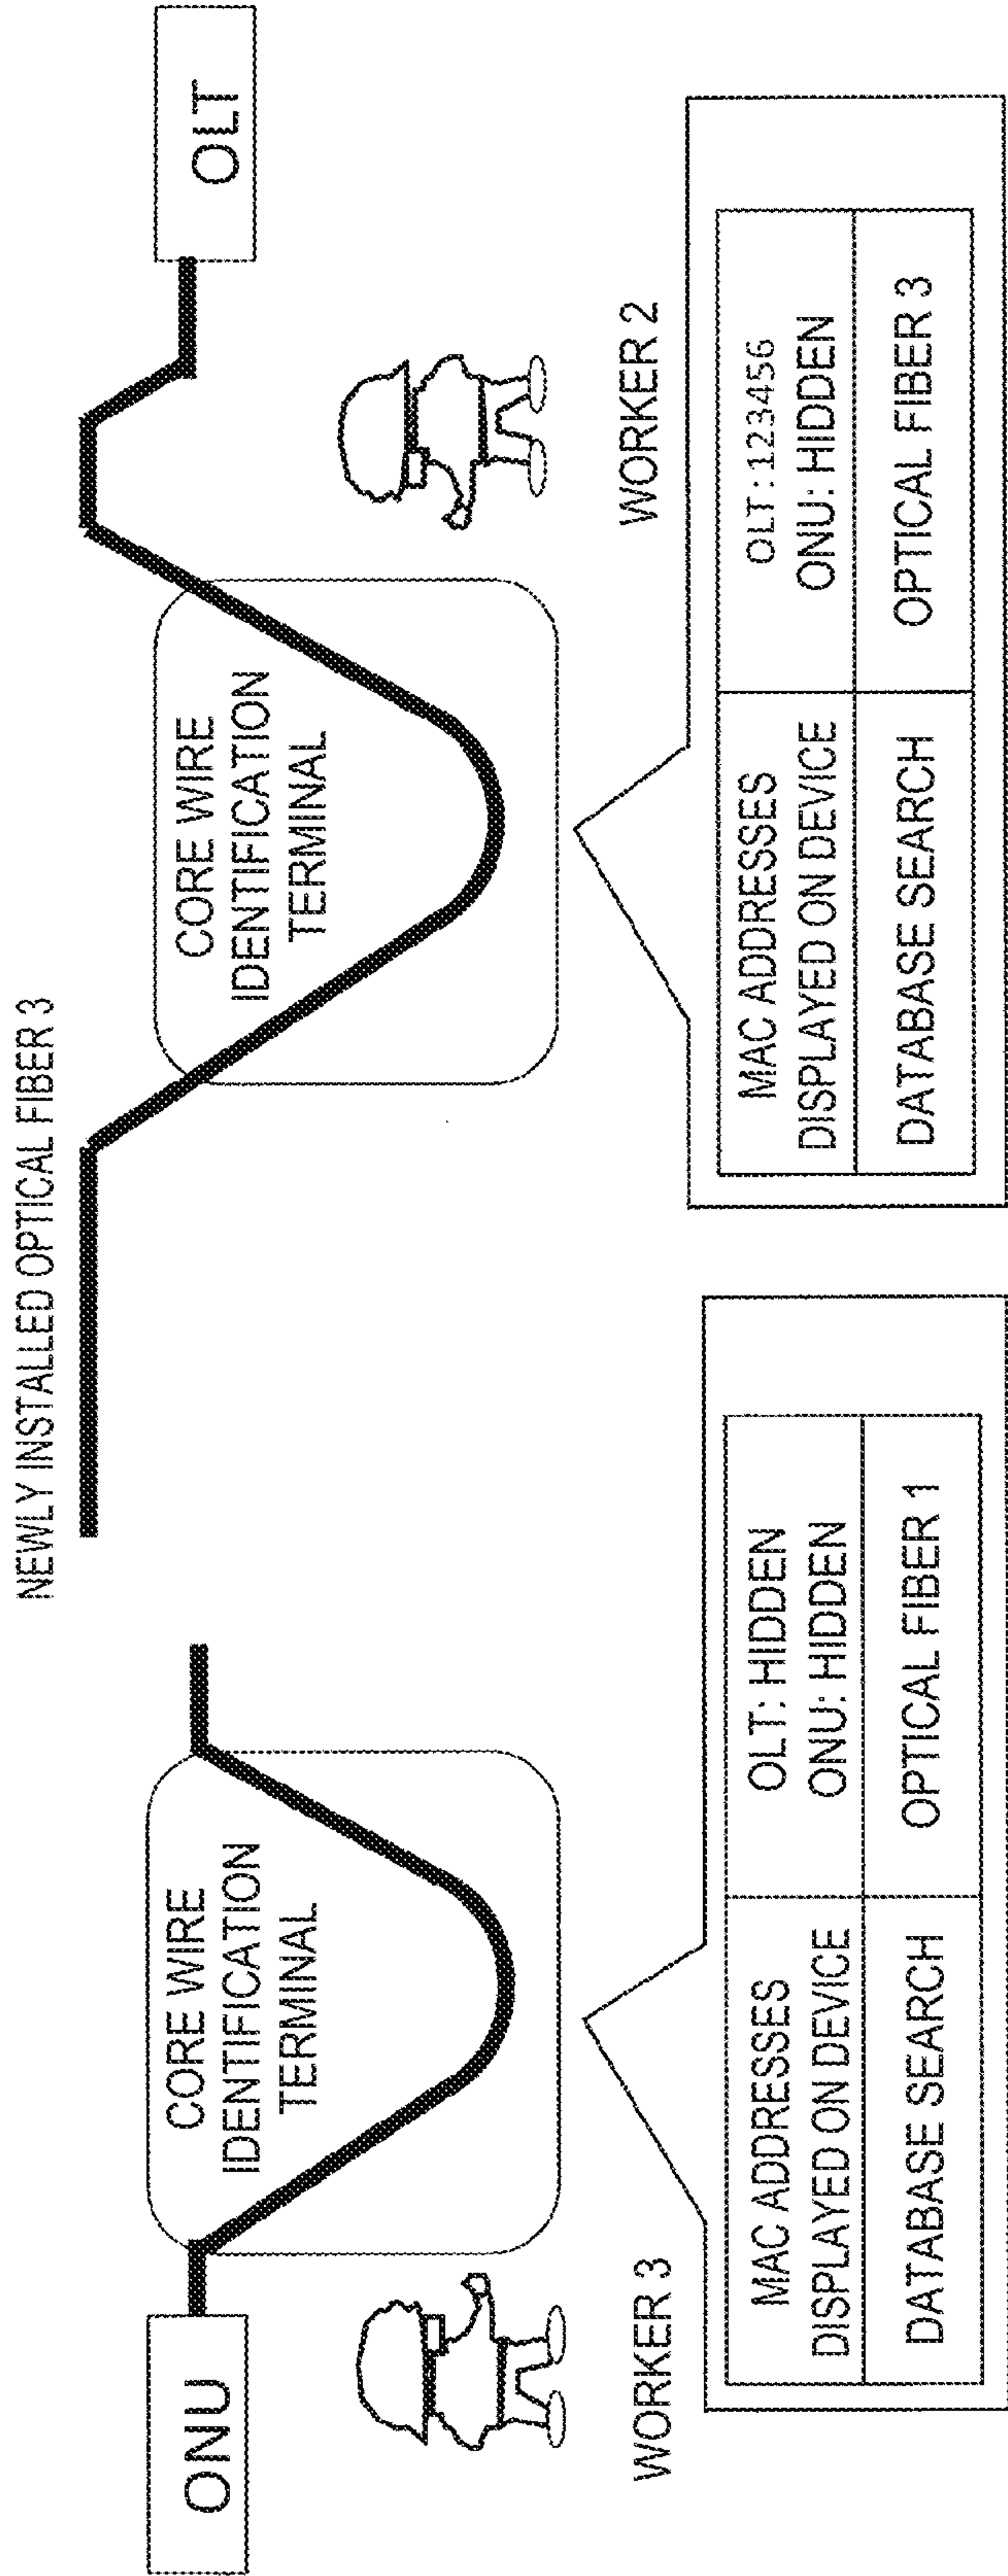 NEWLY INSTALLED OPTICAL FIBER 3
ONU
CORE WIRE
IDENTIFICATION
TERMINAL
CORE WIRE
IDENTIFICATION
TERMINAL
OLT
WORKER 3
WORKER 2
MAC ADDRESSES
DISPLAYED ON DEVICE
OLT: HIDDEN
ONU: HIDDEN
DATABASE SEARCH
OPTICAL FIBER 1
MAC ADDRESSES
DISPLAYED ON DEVICE
OLT : 123456
ONU: HIDDEN
DATABASE SEARCH
OPTICAL FIBER 3